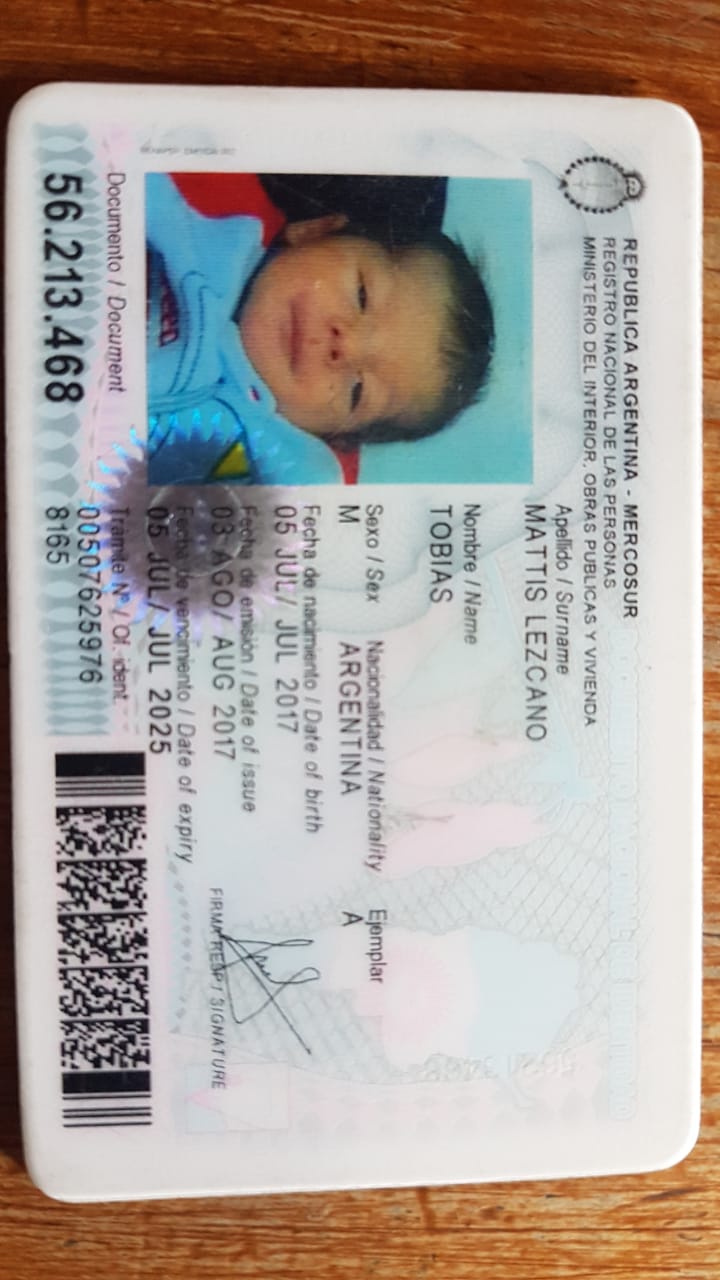 REPUBLICA ARGENTINA - MERCOSUR
REGISTRO NACIONAL DE LAS PERSONAS
MINISTERIO DEL INTERIOR, OBRAS PUBLICAS Y VIVIENDA
Apellido / Surname
MATTIS LEZCANO
Nombre / Name
TOBIAS
Sexo / Sex Nacionalidad / Nationality Ejemplar
M ARGENTINA A
Fecha de nacimiento / Date of birth
05 JUL/ JUL 2017
Fecha de emisión / Date of issue
03 AGO/ AUG 2017
Fecha de vencimiento / Date of expiry
05 JUL/ JUL 2025
FIRMA / SIGNATURE
Documento / Document
56.213.468
Trámite Nº / Of. ident.
00507625976
8165